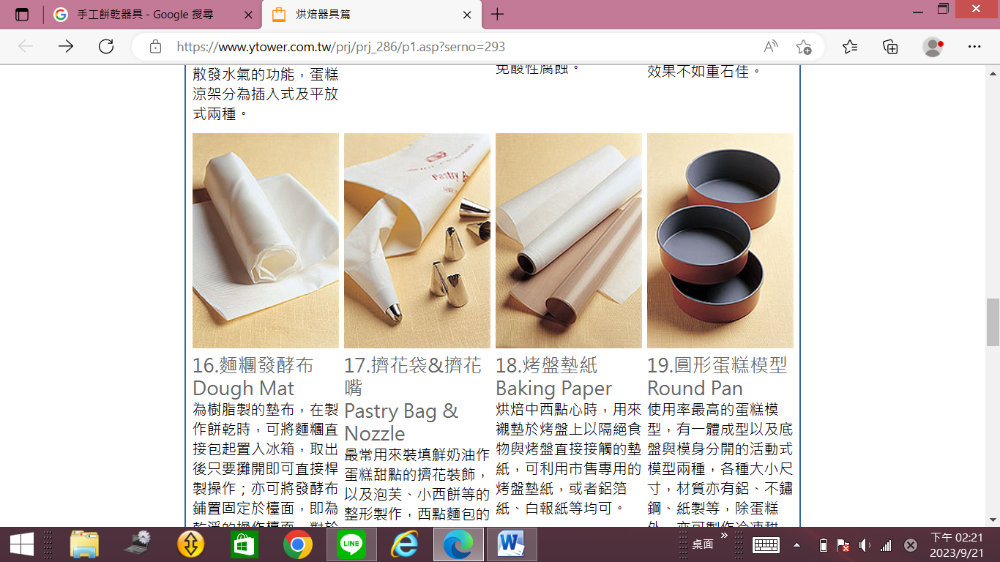 手工餅乾器具 - Google 搜尋
烘焙器具篇
https://www.ytower.com.tw/prj/prj_286/p1.asp?serno=293
散發水氣的功能，蛋糕
涼架分為插入式及平放
式兩種。
免酸性腐蝕。
效果不如重石佳。
Pastry
16.麵糰發酵布
Dough Mat
為樹脂製的墊布，在製
作餅乾時，可將麵糰直
接包起置入冰箱，取出
後只要攤開即可直接桿
製操作；亦可將發酵布
鋪置固定於檯面，即為
乾淨的操作檯面，對於
17.擠花袋&擠花
嘴
Pastry Bag &
Nozzle
最常用來裝填鮮奶油作
蛋糕甜點的擠花裝飾，
以及泡芙、小西餅等的
整形製作，西點麵包的
18.烤盤墊紙
Baking Paper
烘焙中西點心時，用來
襯墊於烤盤上以隔絕食
物與烤盤直接接觸的墊
紙，可利用市售專用的
烤盤墊紙，或者鋁箔
紙、白報紙等均可。
19.圓形蛋糕模型
Round Pan
使用率最高的蛋糕模
型，有一體成型以及底
盤與模身分開的活動式
模型兩種，各種大小尺
寸，材質亦有鋁、不鏽
鋼、紙製等，除蛋糕
外，亦可製作冷凍甜
LINE
桌面
下午 02:21
2023/9/21